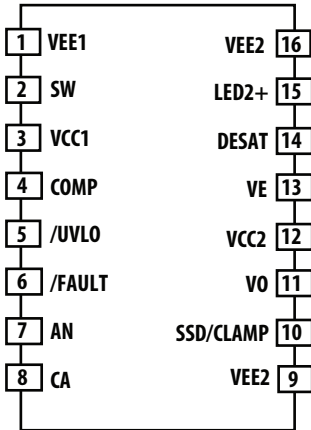 1 VEE1 VEE2 16
2 SW LED2+ 15
3 VCC1 DESAT 14
4 COMP VE 13
5 /UVLO VCC2 12
6 /FAULT VO 11
7 AN SSD/CLAMP 10
8 CA VEE2 9